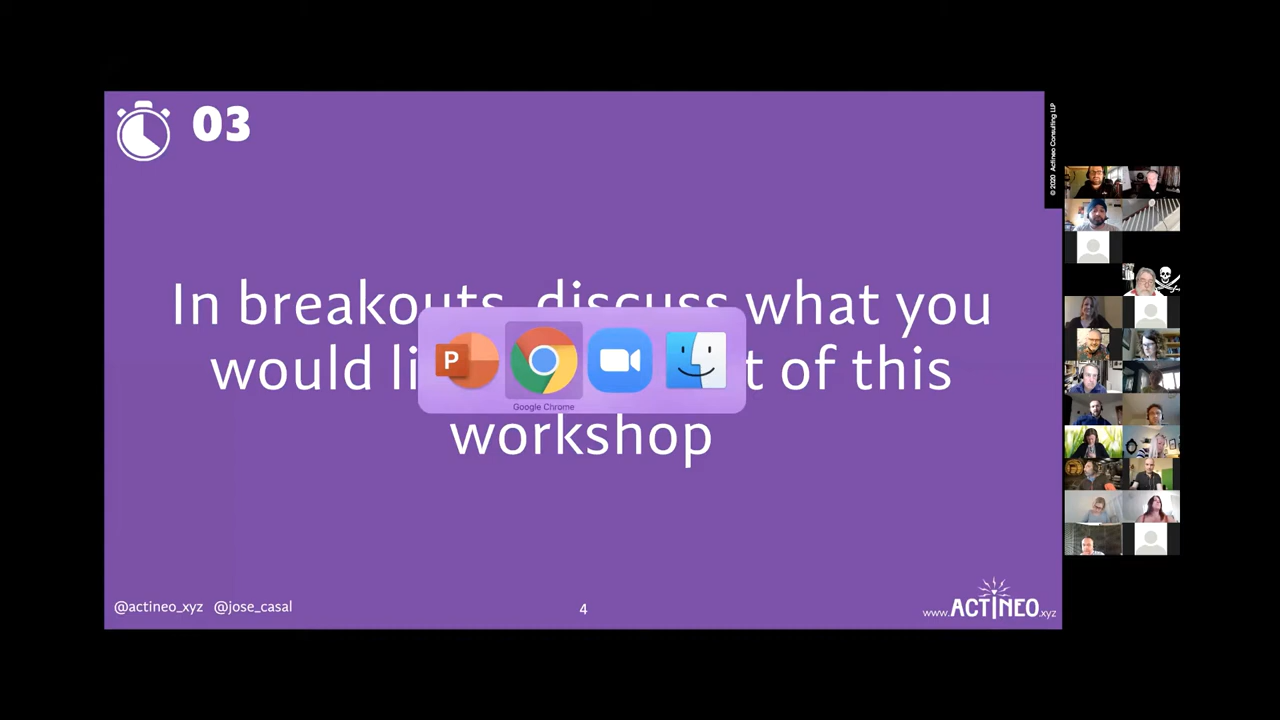 03
© 2020 Actineo Consulting LLP
In breakouts, discuss what you
would li t of this
workshop
P
Google Chrome
@actineo_xyz @jose_casal
4
www.ACTINEO.xyz